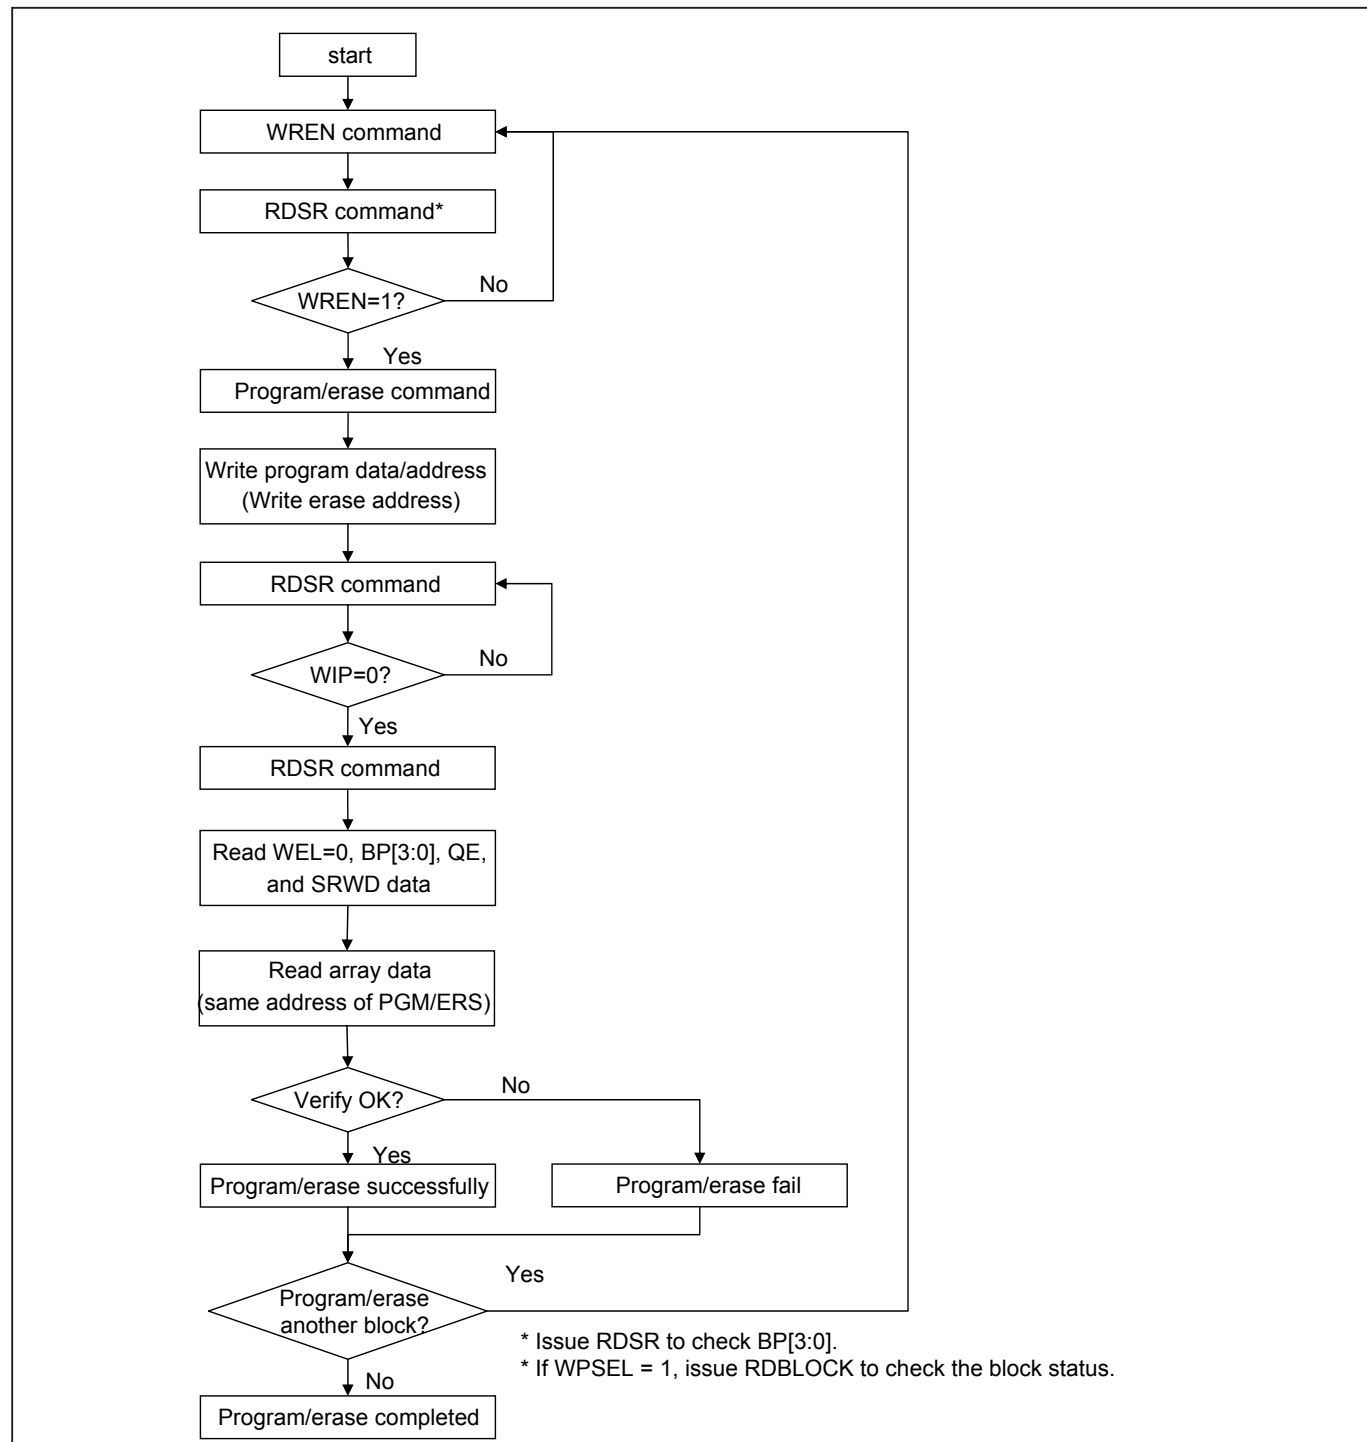 start
WREN command
RDSR command*
WREN=1?
No
Yes
Program/erase command
Write program data/address
(Write erase address)
RDSR command
WIP=0?
No
Yes
RDSR command
Read WEL=0, BP[3:0], QE,
and SRWD data
Read array data
(same address of PGM/ERS)
Verify OK?
No
Yes
Program/erase successfully
Program/erase fail
Program/erase
another block?
Yes
* Issue RDSR to check BP[3:0].
* If WPSEL = 1, issue RDBLOCK to check the block status.
No
Program/erase completed